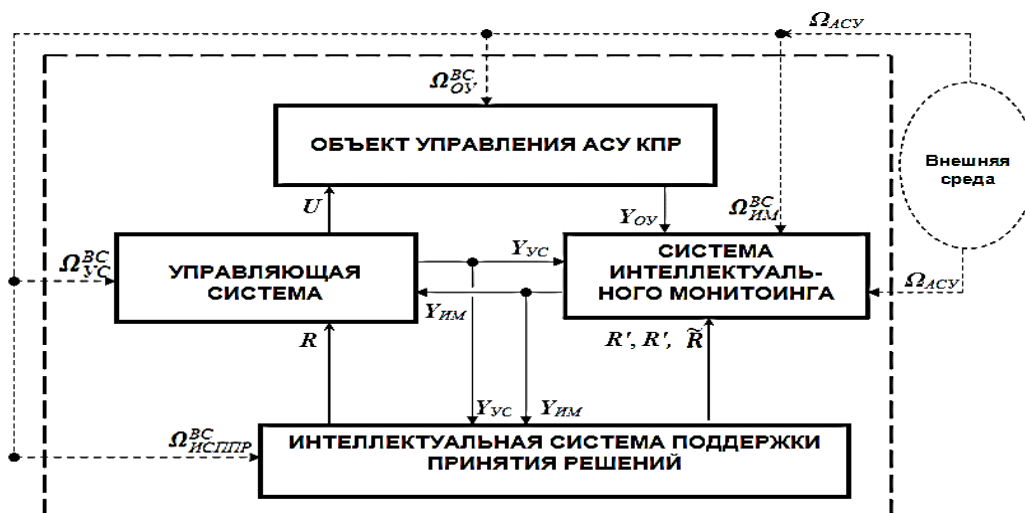 Ω_АСУ
Ω^ВС_ОУ
ОБЪЕКТ УПРАВЛЕНИЯ АСУ КПР
Внешняя
среда
U
Y_ОУ
Ω^ВС_ИМ
Ω^ВС_УС
УПРАВЛЯЮЩАЯ
СИСТЕМА
Y_УС
СИСТЕМА
ИНТЕЛЛЕКТУАЛЬ-
НОГО МОНИТОИНГА
Ω_АСУ
Y_ИМ
R
R', R', R̃
Y_УС
Y_ИМ
Ω^ВС_ИСППР
ИНТЕЛЛЕКТУАЛЬНАЯ СИСТЕМА ПОДДЕРЖКИ
ПРИНЯТИЯ РЕШЕНИЙ